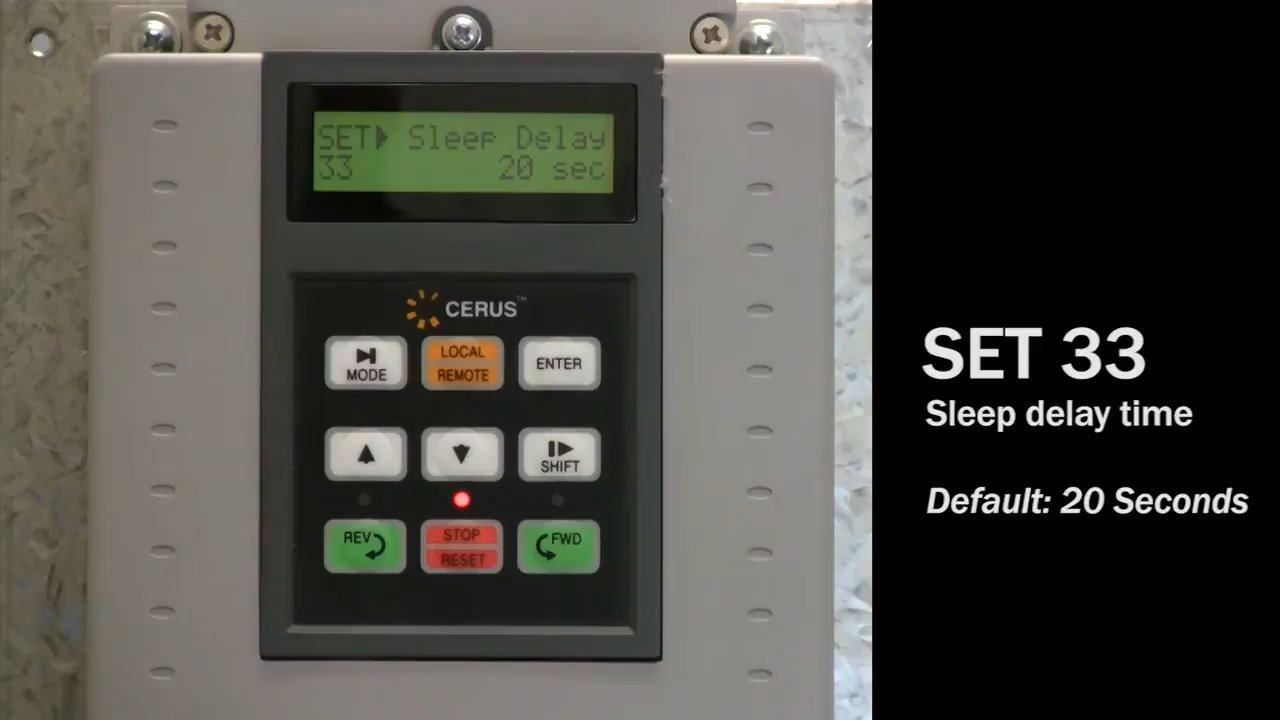 SET▶ Sleep Delay
33 20 sec
CERUS™
MODE
LOCAL
REMOTE
ENTER
SHIFT
REV
STOP
RESET
FWD
SET 33
Sleep delay time
Default: 20 Seconds